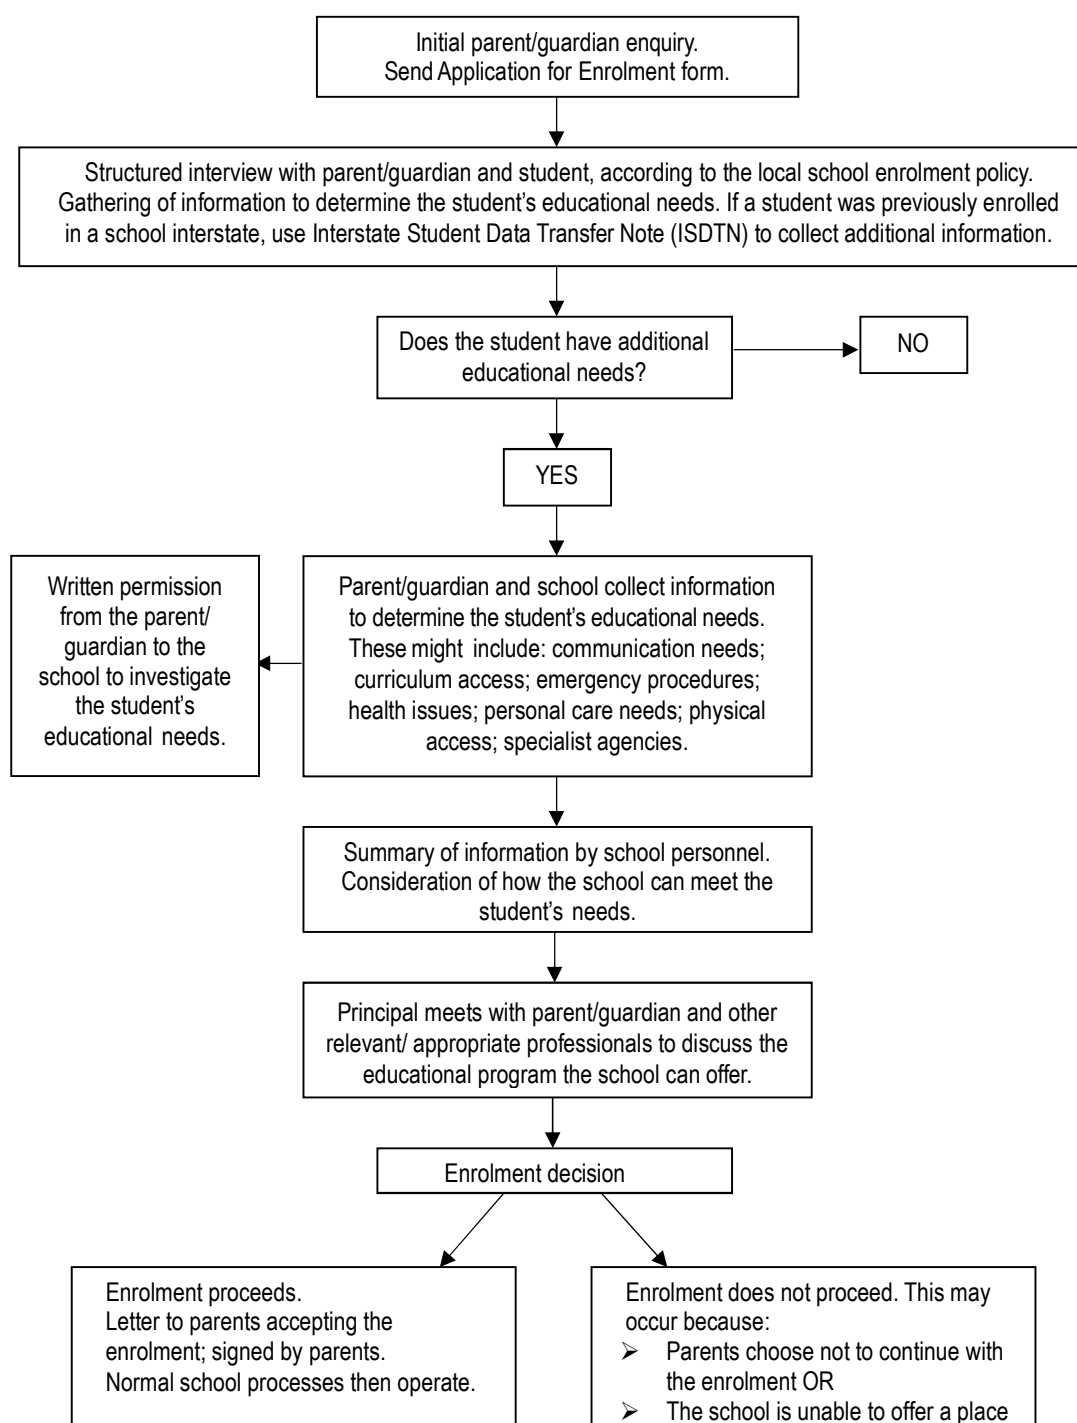 Initial parent/guardian enquiry.
Send Application for Enrolment form.
Structured interview with parent/guardian and student, according to the local school enrolment policy.
Gathering of information to determine the student's educational needs. If a student was previously enrolled
in a school interstate, use Interstate Student Data Transfer Note (ISDTN) to collect additional information.
Does the student have additional
educational needs?
NO
YES
Written permission
from the parent/
guardian to the
school to investigate
the student's
educational needs.
Parent/guardian and school collect information
to determine the student's educational needs.
These might include: communication needs;
curriculum access; emergency procedures;
health issues; personal care needs; physical
access; specialist agencies.
Summary of information by school personnel.
Consideration of how the school can meet the
student's needs.
Principal meets with parent/guardian and other
relevant/ appropriate professionals to discuss the
educational program the school can offer.
Enrolment decision
Enrolment proceeds.
Letter to parents accepting the
enrolment; signed by parents.
Normal school processes then operate.
Enrolment does not proceed. This may
occur because:
➢ Parents choose not to continue with
the enrolment OR
➢ The school is unable to offer a place